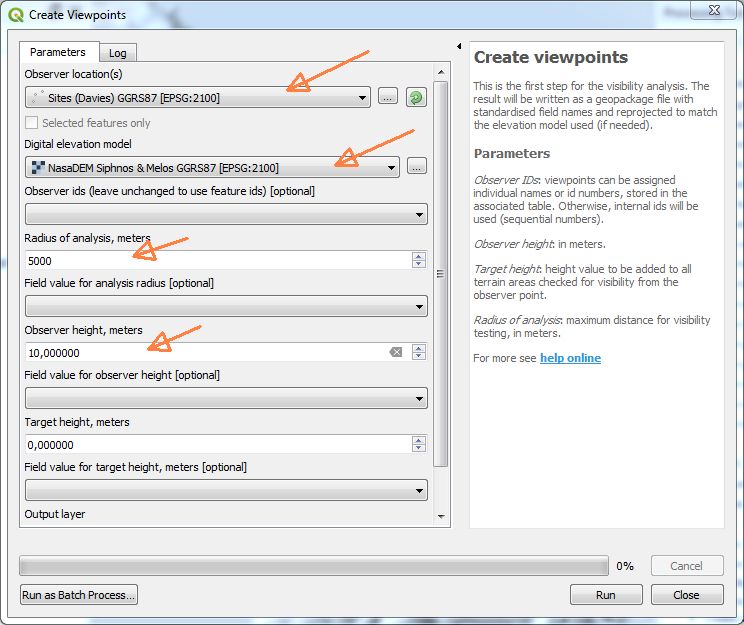 Create Viewpoints
Parameters
Log
Observer location(s)
Sites (Davies) GGRS87 [EPSG:2100]
...
Selected features only
Digital elevation model
NasaDEM Siphnos & Melos GGRS87 [EPSG:2100]
...
Observer ids (leave unchanged to use feature ids) [optional]
Radius of analysis, meters
5000
Field value for analysis radius [optional]
Observer height, meters
10,000000
Field value for observer height [optional]
Target height, meters
0,000000
Field value for target height, meters [optional]
Output layer
Create viewpoints
This is the first step for the visibility analysis. The
result will be written as a geopackage file with
standardised field names and reprojected to match
the elevation model used (if needed).
Parameters
Observer IDs: viewpoints can be assigned
individual names or id numbers, stored in the
associated table. Otherwise, internal ids will be
used (sequential numbers).
Observer height: in meters.
Target height: height value to be added to all
terrain areas checked for visibility from the
observer point.
Radius of analysis: maximum distance for visibility
testing, in meters.
For more see help online
0%
Cancel
Run as Batch Process...
Run
Close